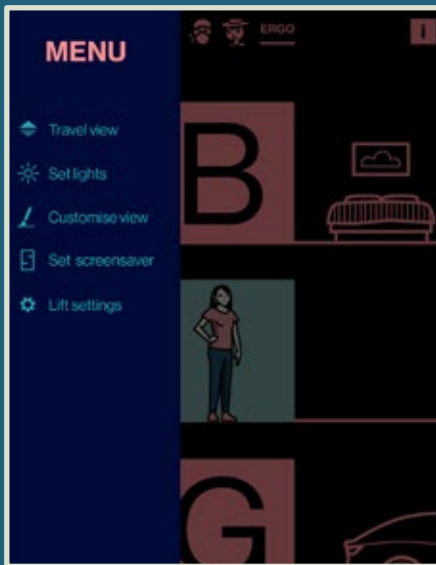 MENU
ERGO
i
Travel view
Set lights
Customise view
Set screensaver
Lift settings
B
G